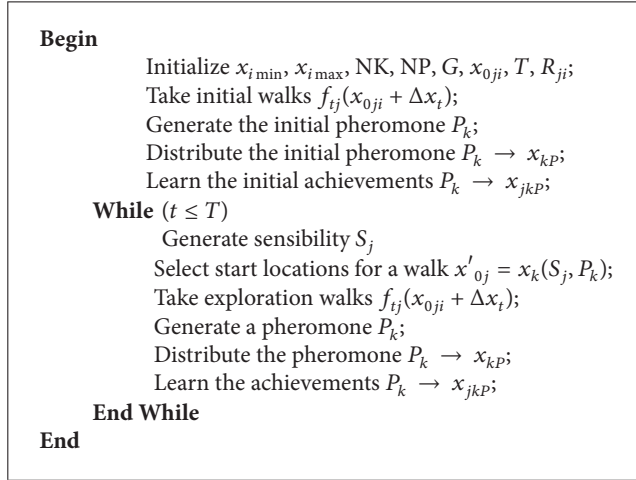 Begin
Initialize x_{i min}, x_{i max}, NK, NP, G, x_{0ji}, T, R_{ji};
Take initial walks f_{tj}(x_{0ji} + Δx_t);
Generate the initial pheromone P_k;
Distribute the initial pheromone P_k → x_{kP};
Learn the initial achievements P_k → x_{jkP};
While (t ≤ T)
Generate sensibility S_j
Select start locations for a walk x'_{0j} = x_k(S_j, P_k);
Take exploration walks f_{tj}(x_{0ji} + Δx_t);
Generate a pheromone P_k;
Distribute the pheromone P_k → x_{kP};
Learn the achievements P_k → x_{jkP};
End While
End